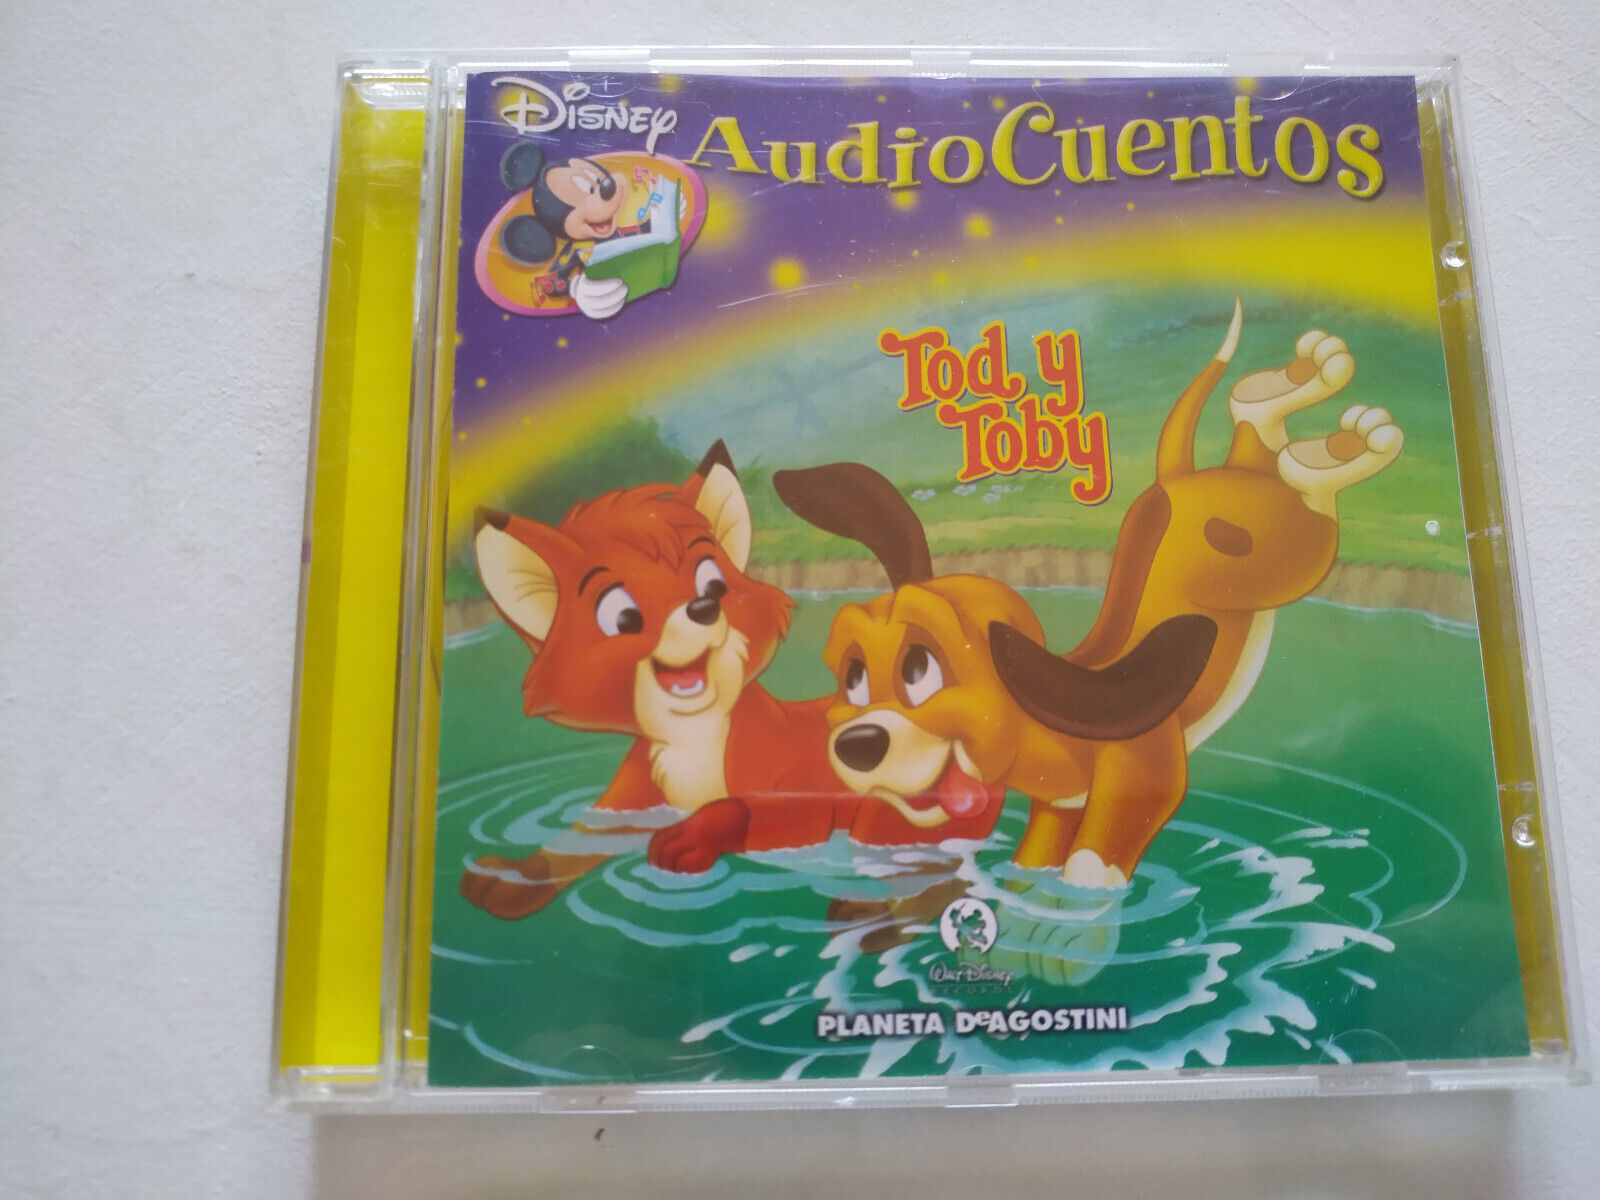 Disney
AudioCuentos
Tod y
Toby
Walt Disney
RECORDS
PLANETA DeAGOSTINI